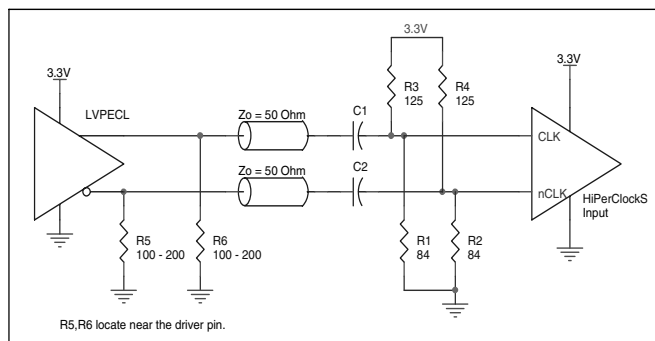 3.3V
3.3V
LVPECL
R3
125
R4
125
3.3V
Zo = 50 Ohm
C1
CLK
Zo = 50 Ohm
C2
nCLK
HiPerClockS
Input
R5
100 - 200
R6
100 - 200
R1
84
R2
84
R5,R6 locate near the driver pin.